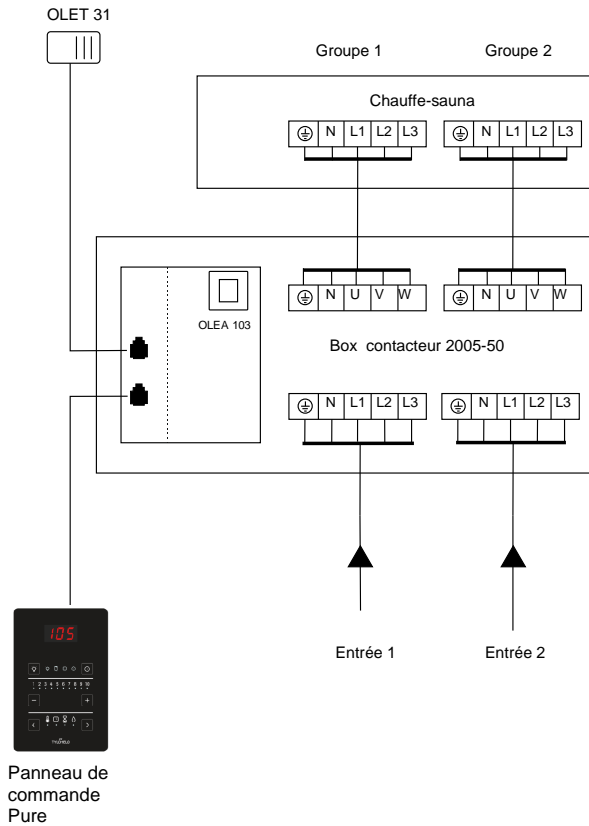 OLET 31
Groupe 1 Groupe 2
Chauffe-sauna
N L1 L2 L3 N L1 L2 L3
N U V W N U V W
OLEA 103
Box contacteur 2005-50
N L1 L2 L3 N L1 L2 L3
Entrée 1 Entrée 2
105
1 2 3 4 5 6 7 8 9 10
TYLÖHELO
Panneau de
commande
Pure